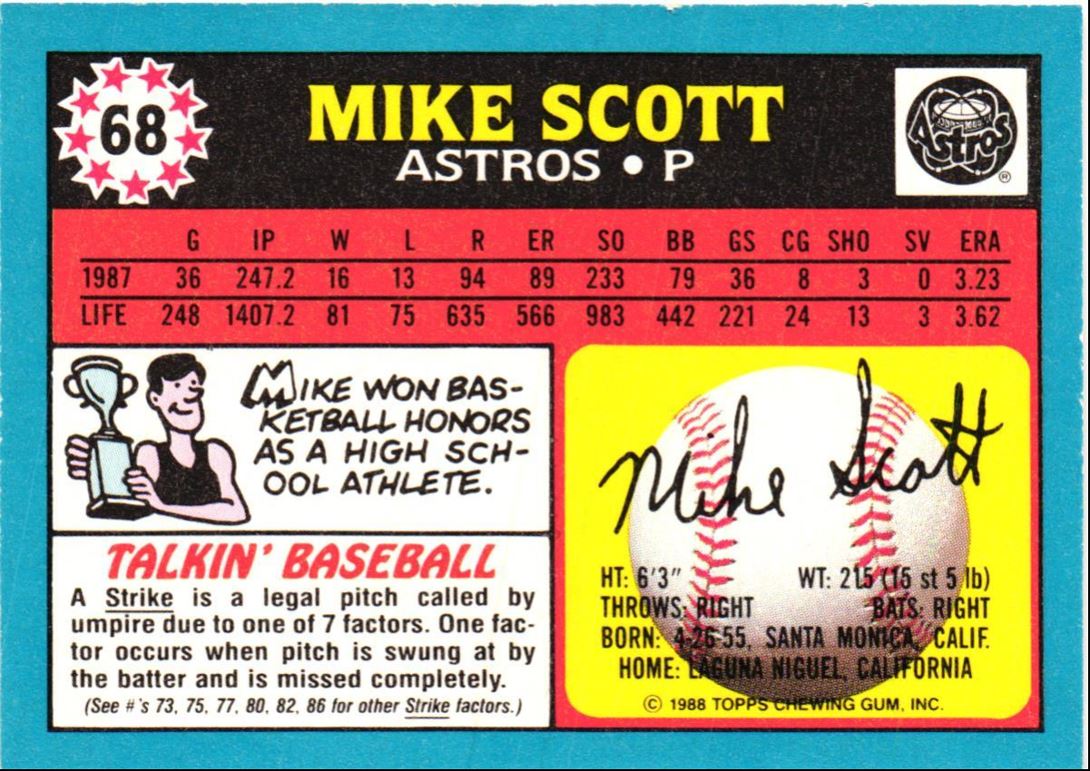 68
MIKE SCOTT
ASTROS • P
Astros
®
G IP W L R ER SO BB GS CG SHO SV ERA
1987 36 247.2 16 13 94 89 233 79 36 8 3 0 3.23
LIFE 248 1407.2 81 75 635 566 983 442 221 24 13 3 3.62
MIKE WON BAS-
KETBALL HONORS
AS A HIGH SCH-
OOL ATHLETE.
TALKIN' BASEBALL
A Strike is a legal pitch called by
umpire due to one of 7 factors. One fac-
tor occurs when pitch is swung at by
the batter and is missed completely.
(See #'s 73, 75, 77, 80, 82, 86 for other Strike factors.)
Mike Scott
HT: 6'3" WT: 215 (15 st 5 lb)
THROWS: RIGHT BATS: RIGHT
BORN: 4-26-55, SANTA MONICA, CALIF.
HOME: LAGUNA NIGUEL, CALIFORNIA
© 1988 TOPPS CHEWING GUM, INC.